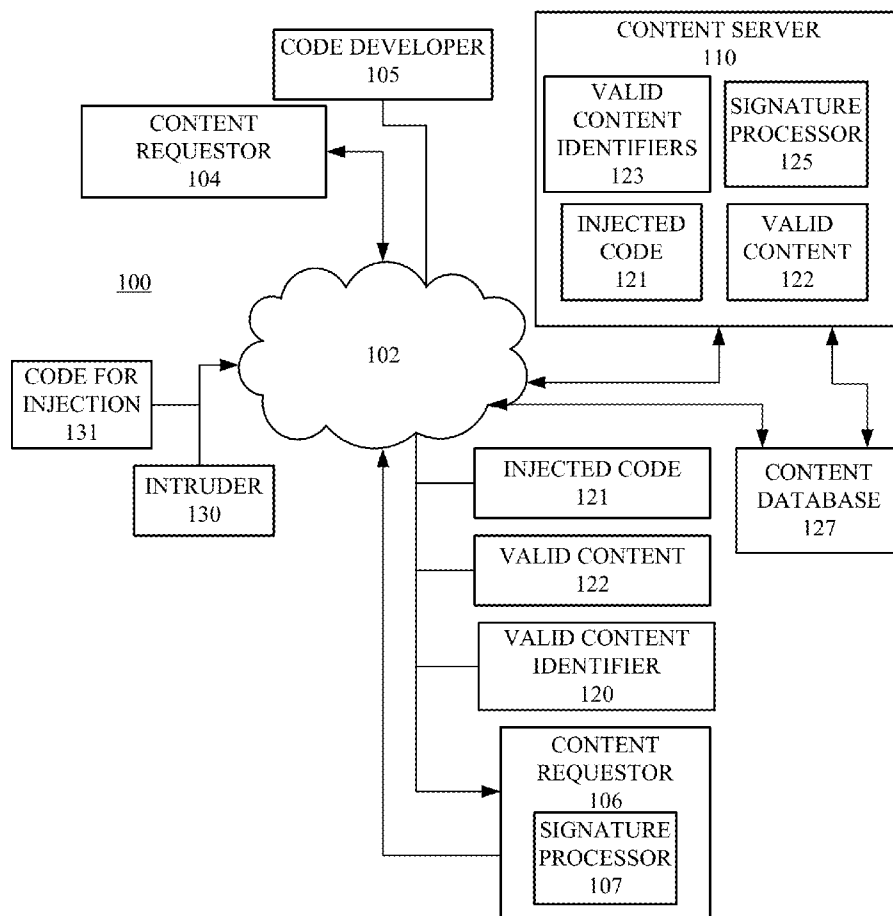 CODE DEVELOPER
105
CONTENT
REQUESTOR
104
CONTENT SERVER
110
VALID
CONTENT
IDENTIFIERS
123
SIGNATURE
PROCESSOR
125
INJECTED
CODE
121
VALID
CONTENT
122
100
102
CODE FOR
INJECTION
131
INTRUDER
130
INJECTED CODE
121
VALID CONTENT
122
VALID CONTENT
IDENTIFIER
120
CONTENT
DATABASE
127
CONTENT
REQUESTOR
106
SIGNATURE
PROCESSOR
107